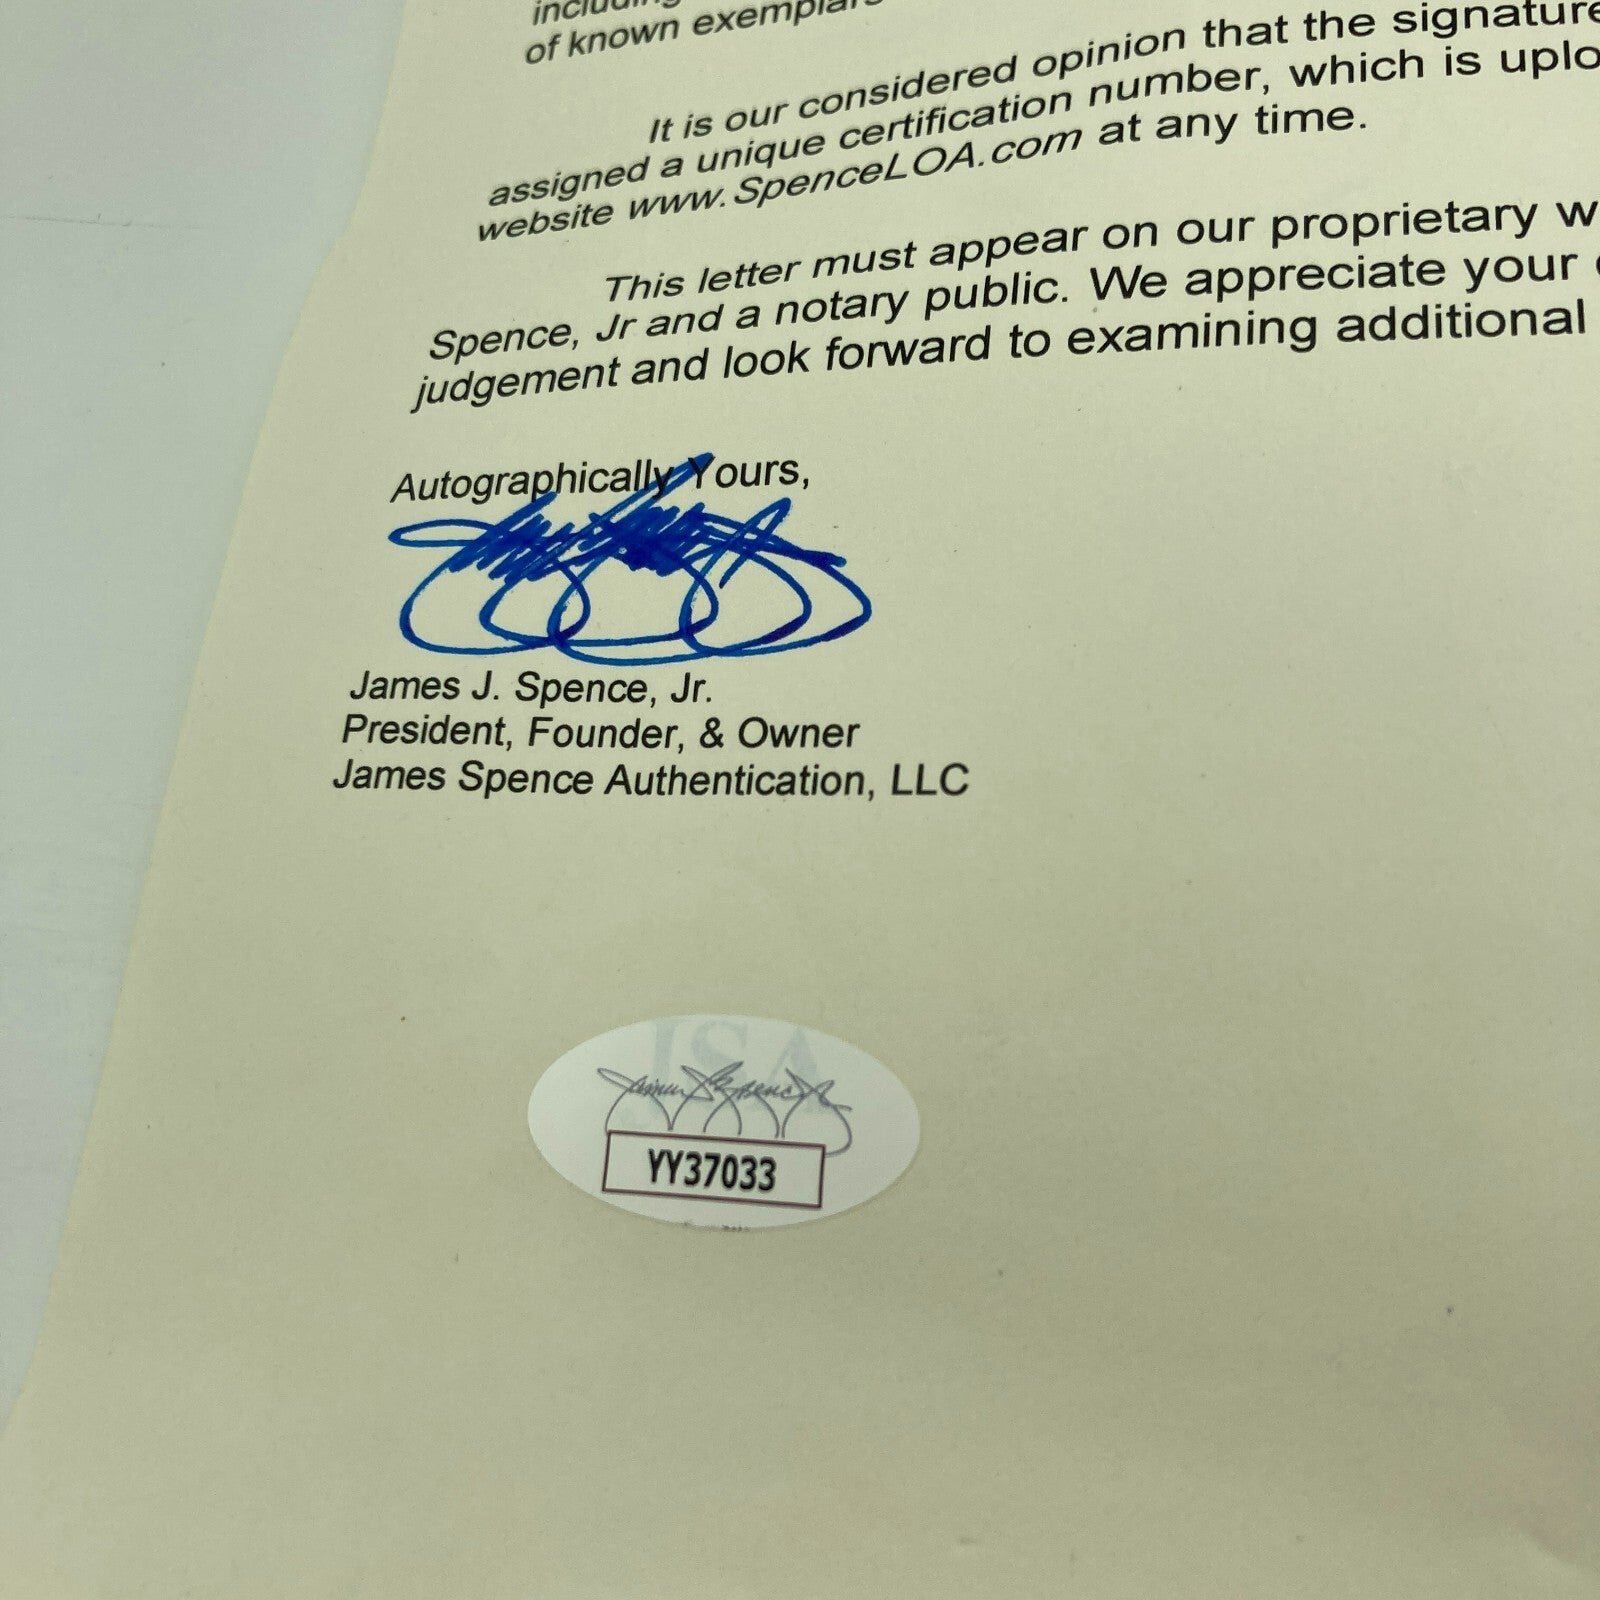 of known
It is our considered opinion that the signature
assigned a unique certification number, which is
website www.SpenceLOA.com at any time.
This letter must appear on our proprietary
Spence, Jr and a notary public. We appreciate your
judgement and look forward to examining additional
Autographically Yours,
James J. Spence, Jr.
President, Founder, & Owner
James Spence Authentication, LLC
JSA
YY37033